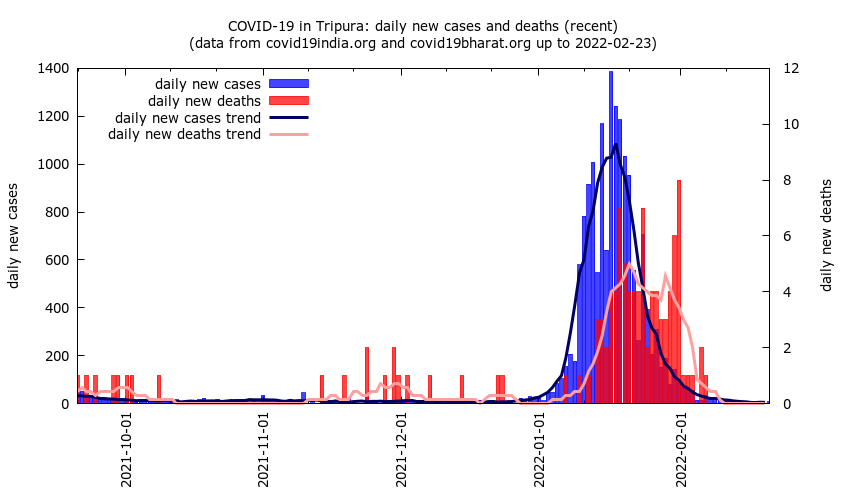 COVID-19 in Tripura: daily new cases and deaths (recent)
(data from covid19india.org and covid19bharat.org up to 2022-02-23)
daily new cases
daily new deaths
daily new cases trend
daily new deaths trend
1400
1200
1000
800
600
400
200
0
daily new cases
12
10
8
6
4
2
0
daily new deaths
2021-10-01
2021-11-01
2021-12-01
2022-01-01
2022-02-01